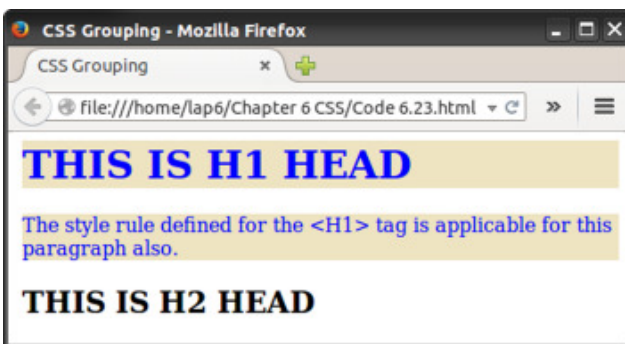 CSS Grouping - Mozilla Firefox
CSS Grouping
file:///home/lap6/Chapter 6 CSS/Code 6.23.html
THIS IS H1 HEAD
The style rule defined for the <H1> tag is applicable for this
paragraph also.
THIS IS H2 HEAD